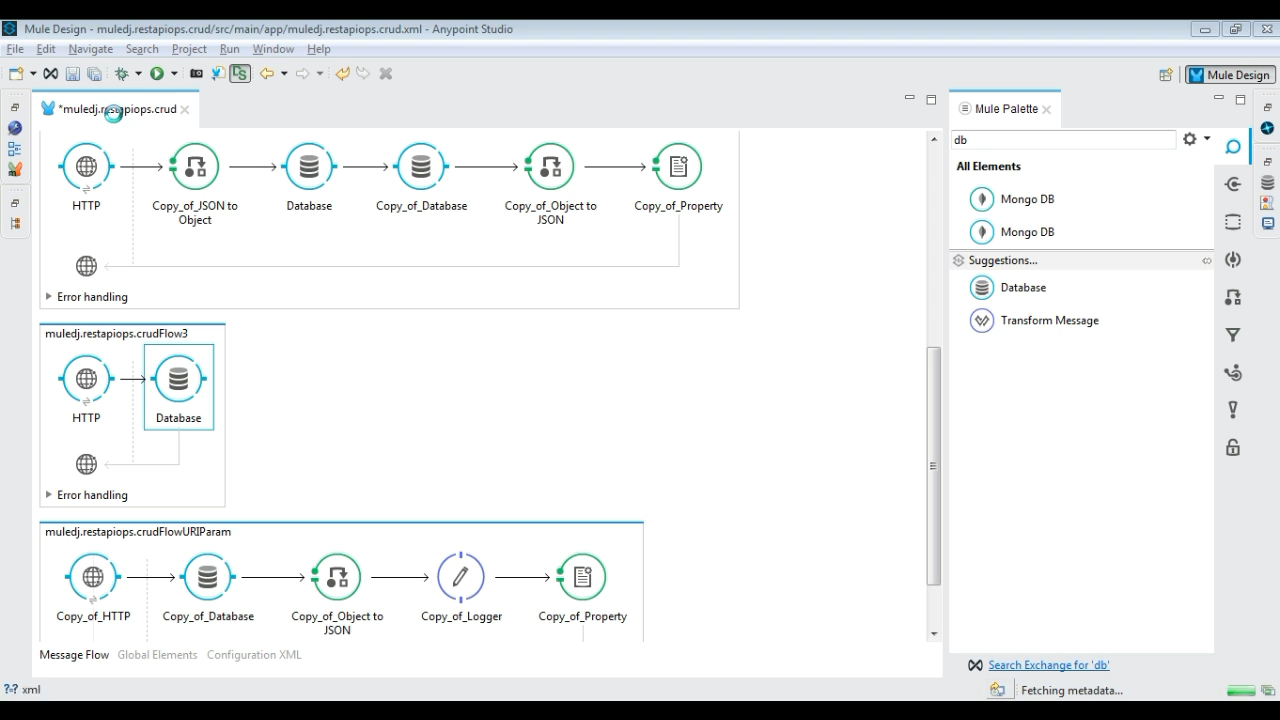 Mule Design - muledj.restapiops.crud/src/main/app/muledj.restapiops.crud.xml - Anypoint Studio
File Edit Navigate Search Project Run Window Help
Mule Design
*muledj.restapiops.crud
Mule Palette
db
All Elements
Mongo DB
Mongo DB
Suggestions...
Database
Transform Message
HTTP
Copy_of_JSON to
Object
Database
Copy_of_Database
Copy_of_Object to
JSON
Copy_of_Property
Error handling
muledj.restapiops.crudFlow3
HTTP
Database
Error handling
muledj.restapiops.crudFlowURIParam
Copy_of_HTTP
Copy_of_Database
Copy_of_Object to
JSON
Copy_of_Logger
Copy_of_Property
Message Flow Global Elements Configuration XML
Search Exchange for 'db'
xml
Fetching metadata...